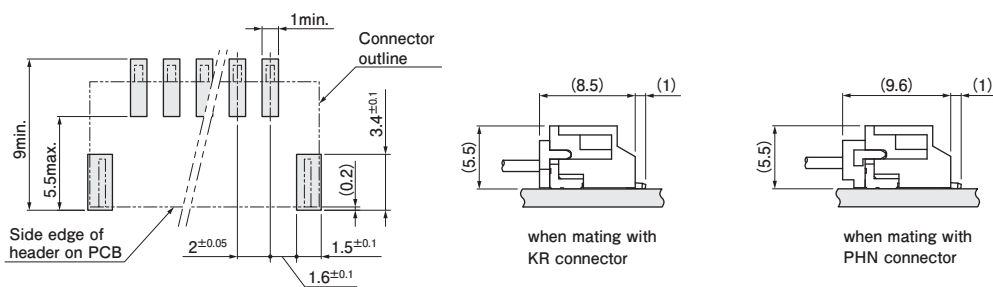 1min.
Connector
outline
9min.
5.5max.
3.4±0.1
(0.2)
Side edge of
header on PCB
2±0.05
1.5±0.1
1.6±0.1
(8.5)
(1)
(5.5)
when mating with
KR connector
(9.6)
(1)
(5.5)
when mating with
PHN connector